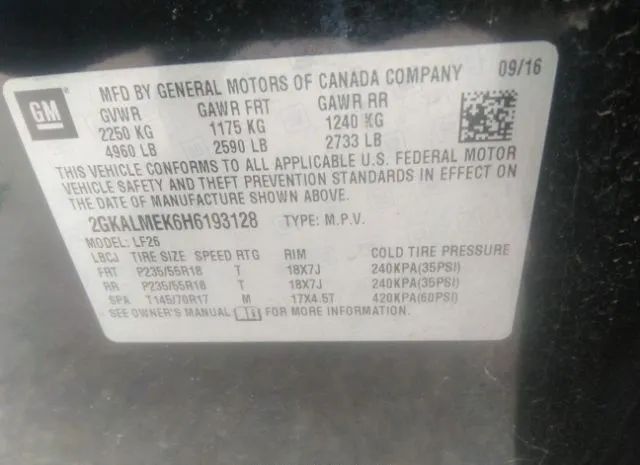 MFD BY GENERAL MOTORS OF CANADA COMPANY 09/16
GM
GVWR GAWR FRT GAWR RR
2250 KG 1175 KG 1240 KG
4960 LB 2590 LB 2733 LB
THIS VEHICLE CONFORMS TO ALL APPLICABLE U.S. FEDERAL MOTOR
VEHICLE SAFETY AND THEFT PREVENTION STANDARDS IN EFFECT ON
THE DATE OF MANUFACTURE SHOWN ABOVE.
2GKALMEK6H6193128 TYPE: M.P.V.
MODEL: LF26
LBCJ TIRE SIZE SPEED RTG RIM COLD TIRE PRESSURE
FRT P235/55R18 T 18X7J 240KPA(35PSI)
RR P235/55R18 T 18X7J 240KPA(35PSI)
SPA T145/70R17 M 17X4.5T 420KPA(60PSI)
SEE OWNER'S MANUAL FOR MORE INFORMATION.